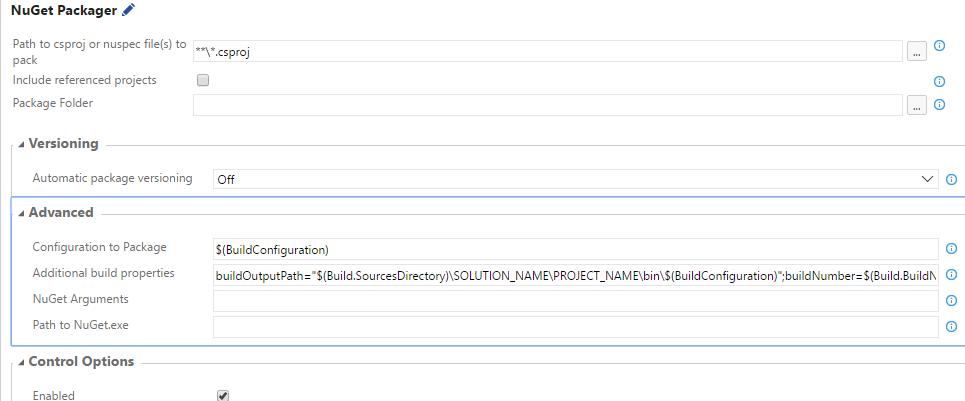 NuGet Packager
Path to csproj or nuspec file(s) to
pack
**\*.csproj
...
Include referenced projects
Package Folder
...
Versioning
Automatic package versioning
Off
Advanced
Configuration to Package
$(BuildConfiguration)
Additional build properties
buildOutputPath="$(Build.SourcesDirectory)\SOLUTION_NAME\PROJECT_NAME\bin\$(BuildConfiguration)";buildNumber=$(Build.BuildN
NuGet Arguments
Path to NuGet.exe
Control Options
Enabled